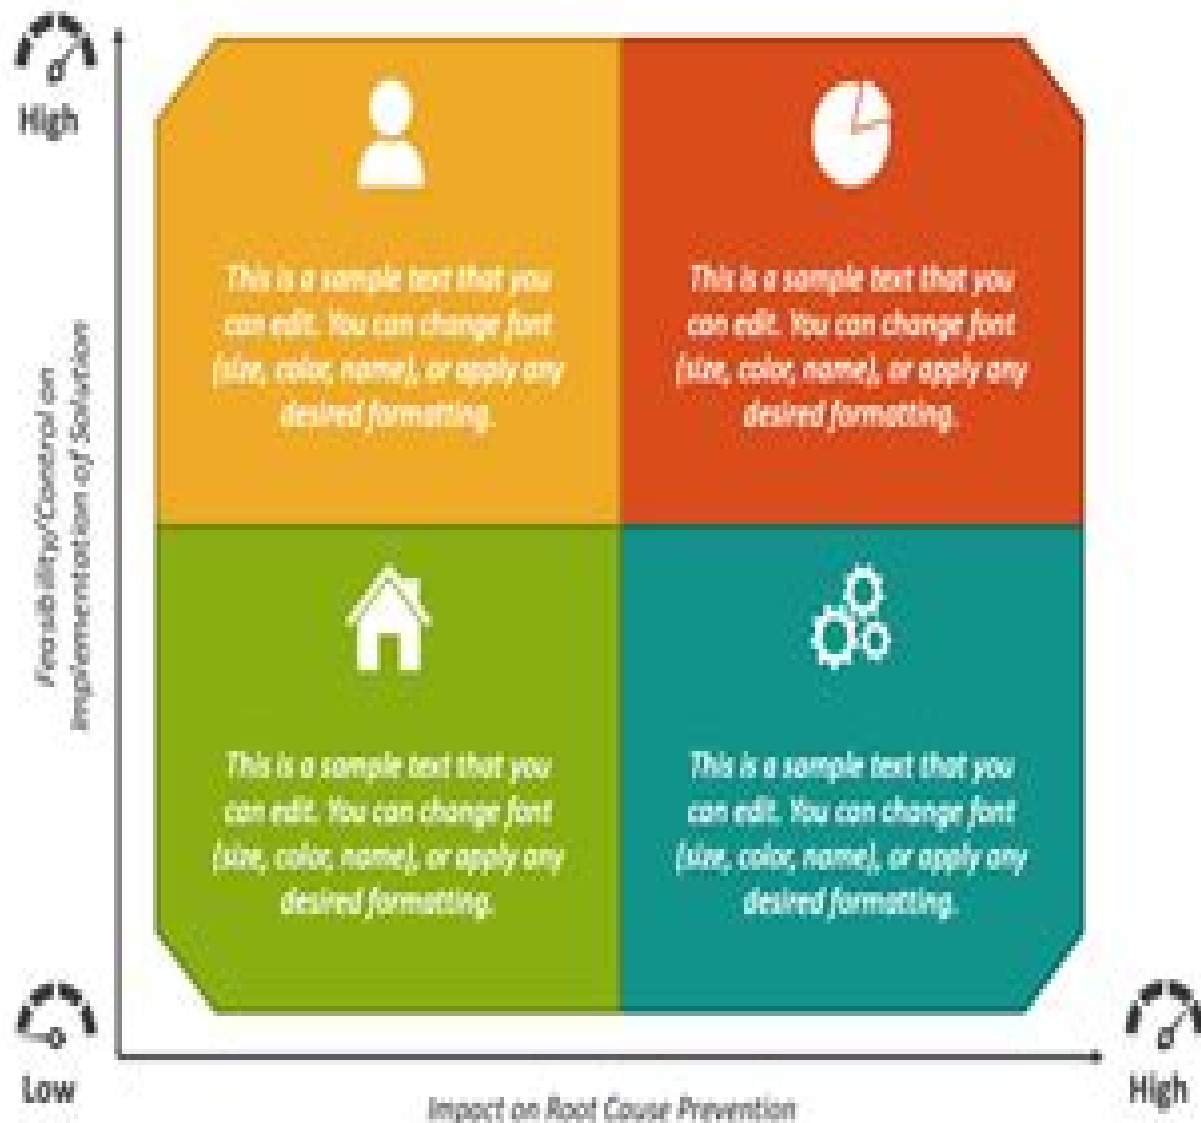 High
Feasibility/Control on
Implementation of Solution
This is a sample text that you
can edit. You can change font
(size, color, name), or apply any
desired formatting.
This is a sample text that you
can edit. You can change font
(size, color, name), or apply any
desired formatting.
This is a sample text that you
can edit. You can change font
(size, color, name), or apply any
desired formatting.
This is a sample text that you
can edit. You can change font
(size, color, name), or apply any
desired formatting.
Low
High
Impact on Root Cause Prevention